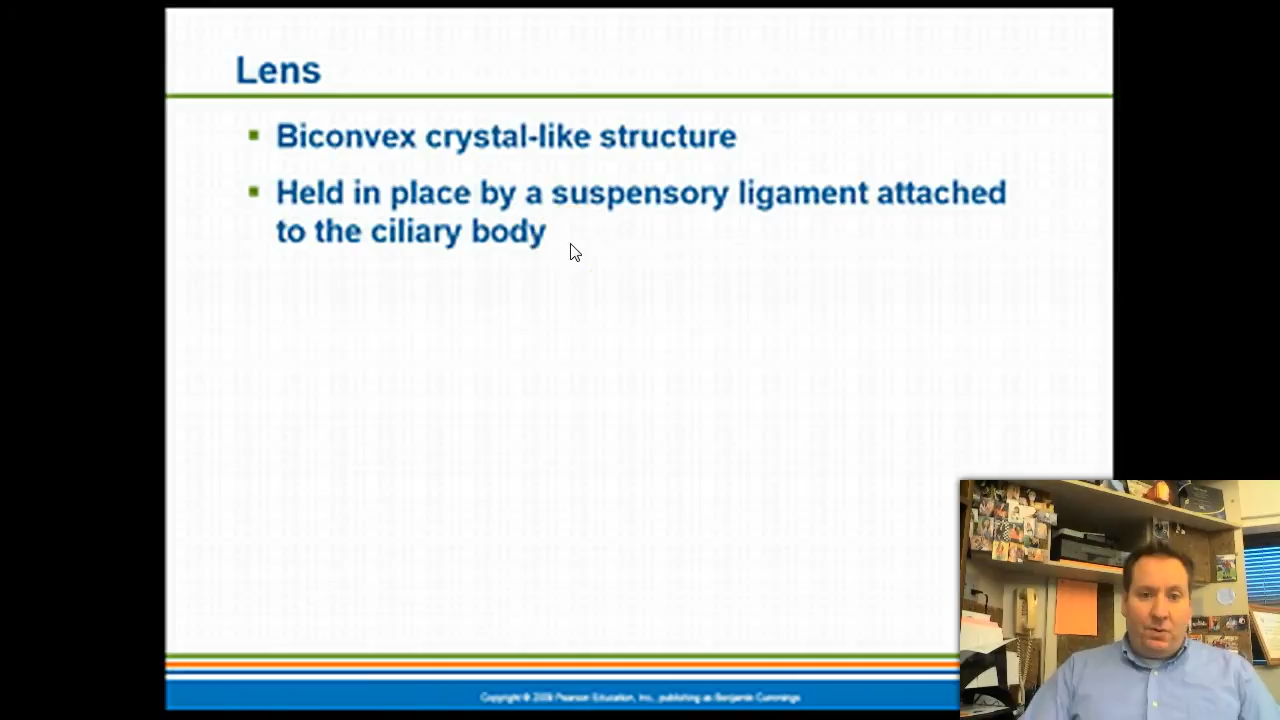 Lens
Biconvex crystal-like structure
Held in place by a suspensory ligament attached
to the ciliary body
Copyright © 2009 Pearson Education, Inc., publishing as Benjamin Cummings